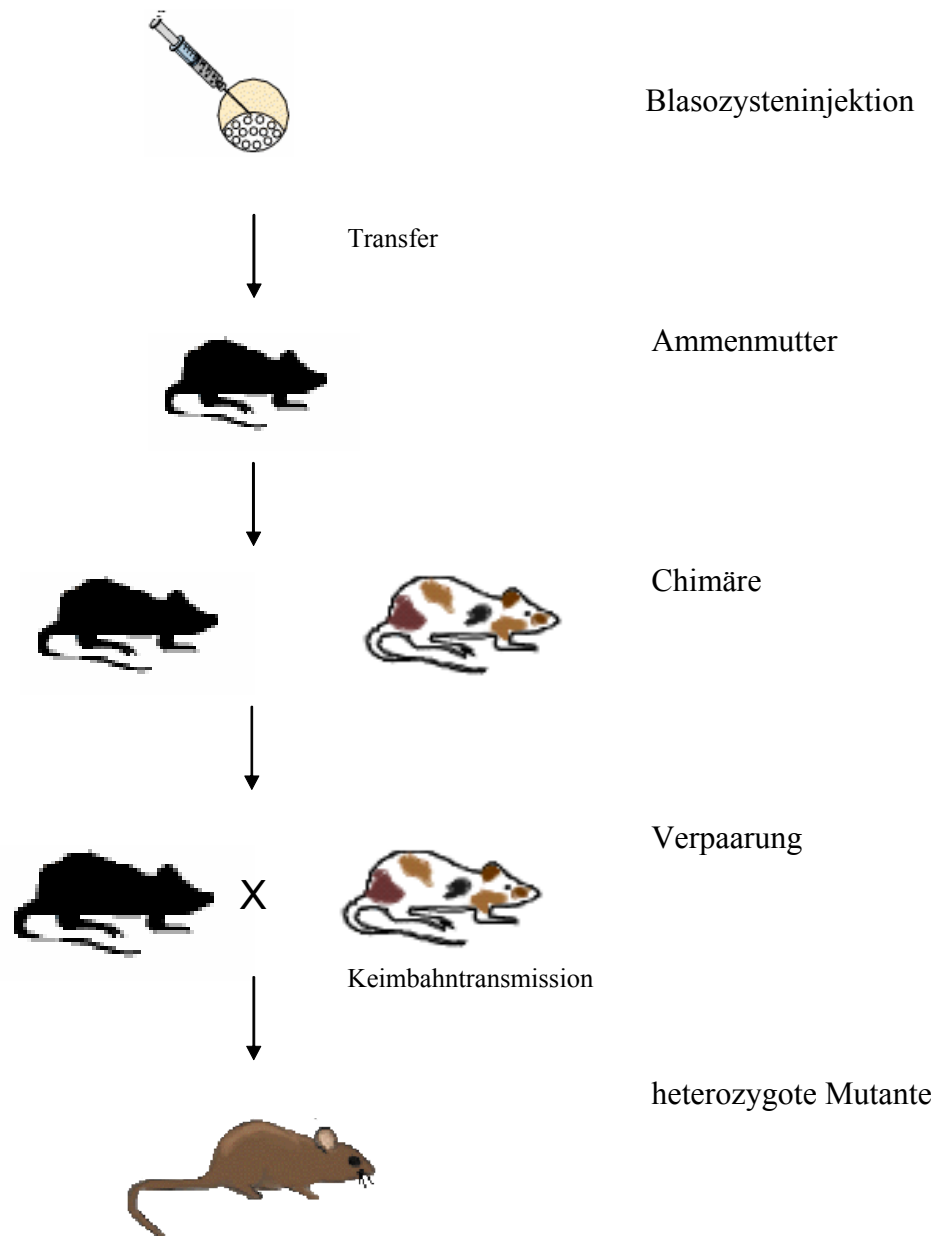 Blasozysteninjektion
Transfer
Ammenmutter
Chimäre
Verpaarung
X
Keimbahntransmission
heterozygote Mutante